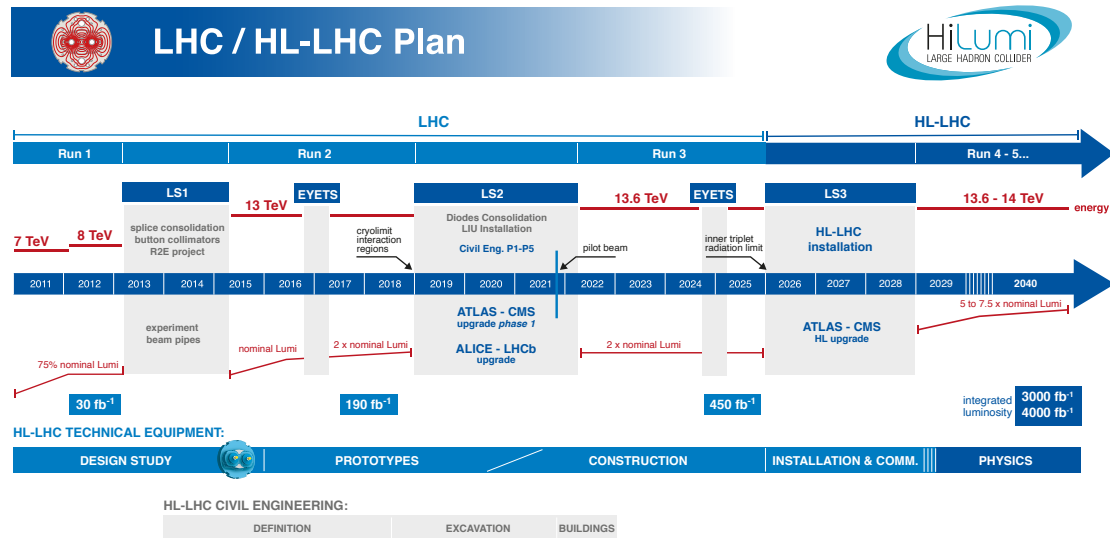 LHC / HL-LHC Plan
HiLumi
LARGE HADRON COLLIDER
LHC
HL-LHC
Run 1
Run 2
Run 3
Run 4 - 5...
LS1
EYETS
LS2
EYETS
LS3
7 TeV
8 TeV
13 TeV
13.6 TeV
13.6 - 14 TeV
energy
splice consolidation
button collimators
R2E project
cryolimit
interaction
regions
Diodes Consolidation
LIU Installation
Civil Eng. P1-P5
pilot beam
inner triplet
radiation limit
HL-LHC
installation
2011 2012 2013 2014 2015 2016 2017 2018 2019 2020 2021 2022 2023 2024 2025 2026 2027 2028 2029 2040
5 to 7.5 x nominal Lumi
experiment
beam pipes
ATLAS - CMS
upgrade phase 1
ALICE - LHCb
upgrade
ATLAS - CMS
HL upgrade
75% nominal Lumi
nominal Lumi
2 x nominal Lumi
2 x nominal Lumi
30 fb⁻¹
190 fb⁻¹
450 fb⁻¹
integrated
luminosity
3000 fb⁻¹
4000 fb⁻¹
HL-LHC TECHNICAL EQUIPMENT:
DESIGN STUDY
PROTOTYPES
CONSTRUCTION
INSTALLATION & COMM.
PHYSICS
HL-LHC CIVIL ENGINEERING:
DEFINITION
EXCAVATION
BUILDINGS